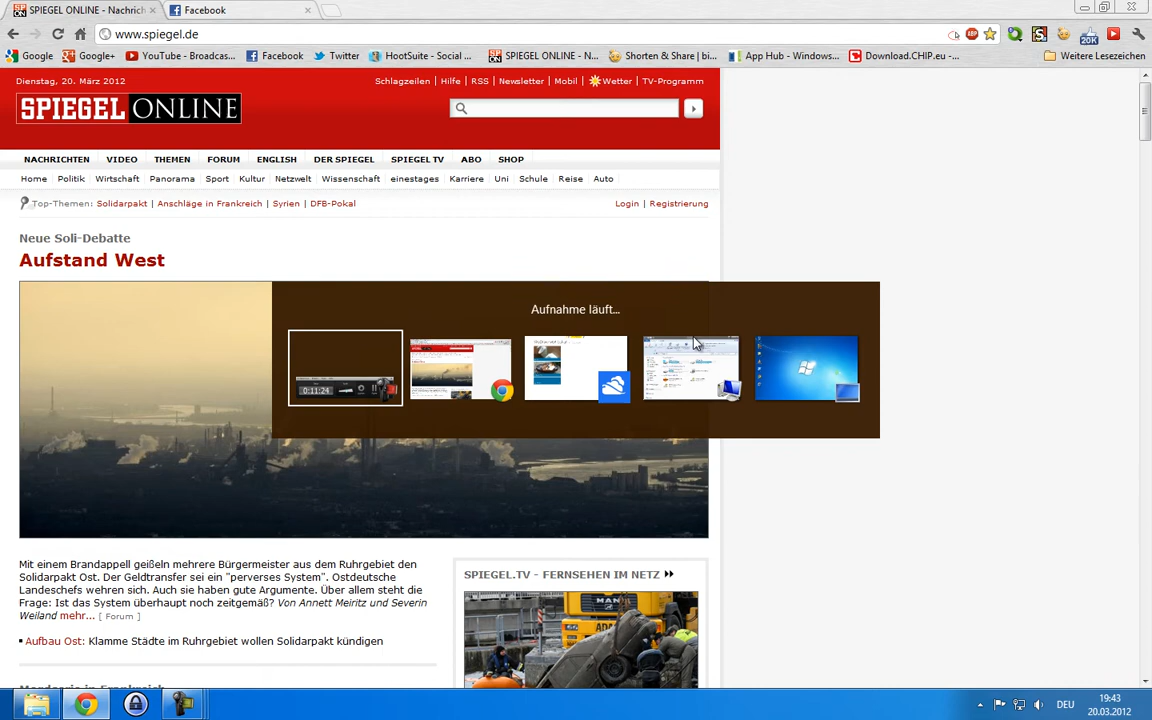 SPIEGEL ONLINE - Nachrich
Facebook
www.spiegel.de
20K
Google
Google+
YouTube - Broadcas...
Facebook
Twitter
HootSuite - Social ...
SPIEGEL ONLINE - N...
Shorten & Share | bi...
App Hub - Windows...
Download.CHIP.eu -...
Weitere Lesezeichen
Dienstag, 20. März 2012
Schlagzeilen | Hilfe | RSS | Newsletter | Mobil | Wetter | TV-Programm
SPIEGEL ONLINE
NACHRICHTEN VIDEO THEMEN FORUM ENGLISH DER SPIEGEL SPIEGEL TV ABO SHOP
Home Politik Wirtschaft Panorama Sport Kultur Netzwelt Wissenschaft einestages Karriere Uni Schule Reise Auto
Top-Themen: Solidarpakt | Anschläge in Frankreich | Syrien | DFB-Pokal
Login | Registrierung
Neue Soli-Debatte
Aufstand West
Aufnahme läuft...
0:11:24
Mit einem Brandappell geißeln mehrere Bürgermeister aus dem Ruhrgebiet den
Solidarpakt Ost. Der Geldtransfer sei ein "perverses System". Ostdeutsche
Landeschefs wehren sich. Auch sie haben gute Argumente. Über allem steht die
Frage: Ist das System überhaupt noch zeitgemäß? Von Annett Meiritz und Severin
Weiland mehr... [ Forum ]
Aufbau Ost: Klamme Städte im Ruhrgebiet wollen Solidarpakt kündigen
SPIEGEL.TV - FERNSEHEN IM NETZ
MAN
DEU
19:43
20.03.2012